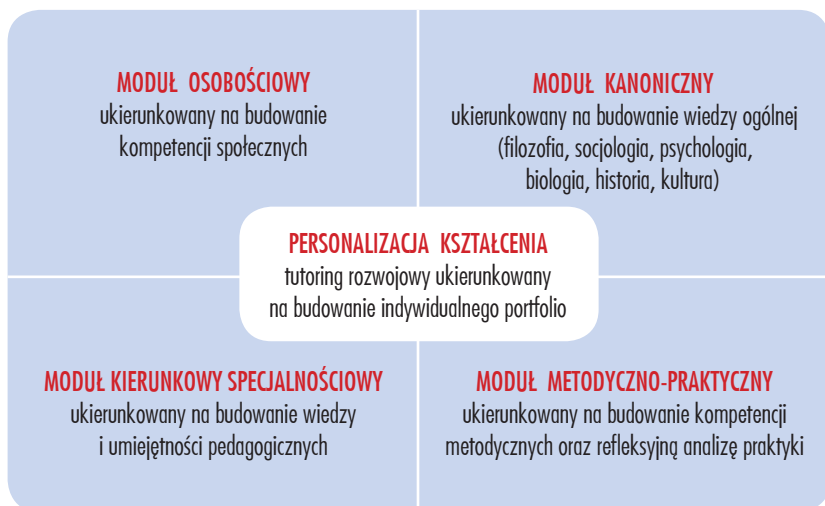 MODUŁ OSOBOŚCIOWY
ukierunkowany na budowanie
kompetencji społecznych
MODUŁ KANONICZNY
ukierunkowany na budowanie wiedzy ogólnej
(filozofia, socjologia, psychologia,
biologia, historia, kultura)
PERSONALIZACJA KSZTAŁCENIA
tutoring rozwojowy ukierunkowany
na budowanie indywidualnego portfolio
MODUŁ KIERUNKOWY SPECJALNOŚCIOWY
ukierunkowany na budowanie wiedzy
i umiejętności pedagogicznych
MODUŁ METODYCZNO-PRAKTYCZNY
ukierunkowany na budowanie kompetencji
metodycznych oraz refleksyjną analizę praktyki